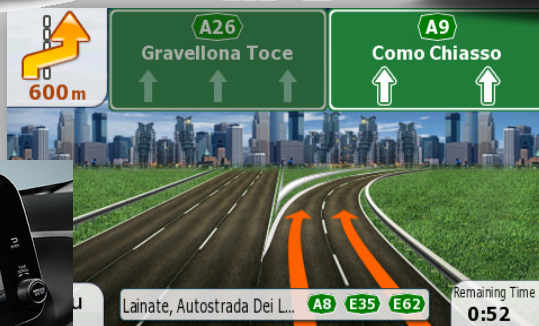 A26
Gravellona Toce
A9
Como Chiasso
600 m
Lainate, Autostrada Dei L... A8 E35 E62
Remaining Time
0:52
u